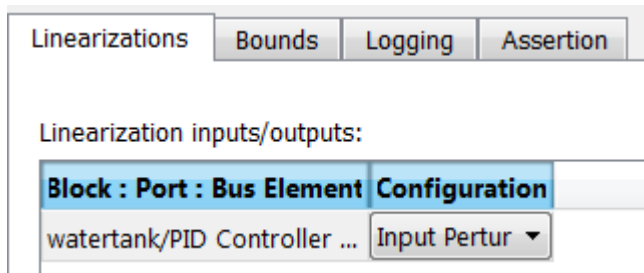 Linearizations Bounds Logging Assertion
Linearization inputs/outputs:
Block : Port : Bus Element Configuration
watertank/PID Controller ... Input Pertur